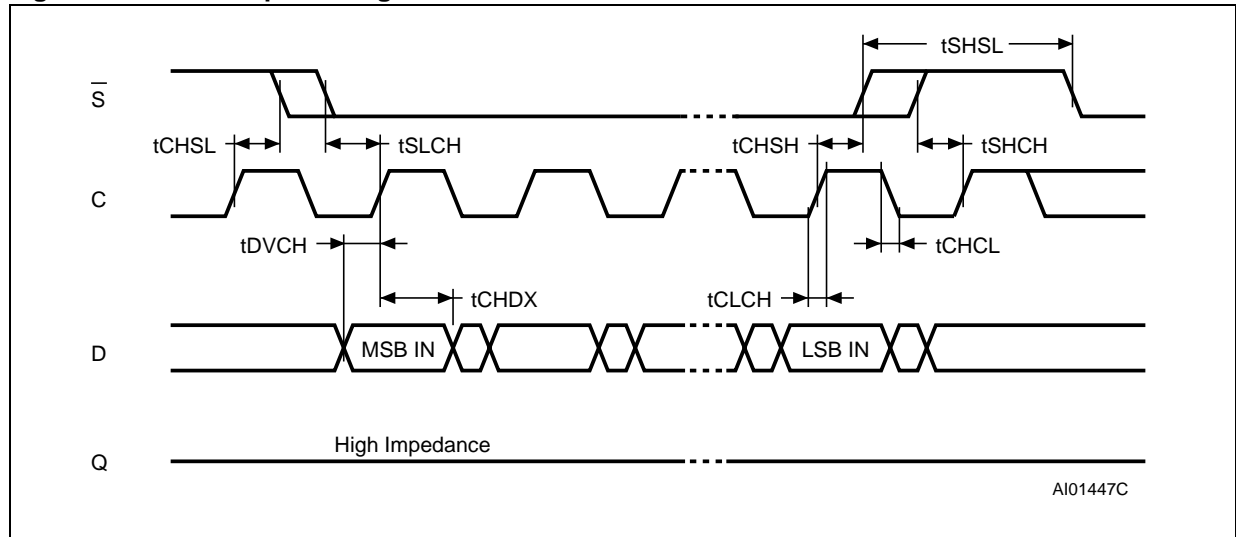 tSHSL
S
tCHSL
tSLCH
tCHSH
tSHCH
C
tDVCH
tCHCL
tCHDX
tCLCH
D
MSB IN
LSB IN
High Impedance
Q
AI01447C